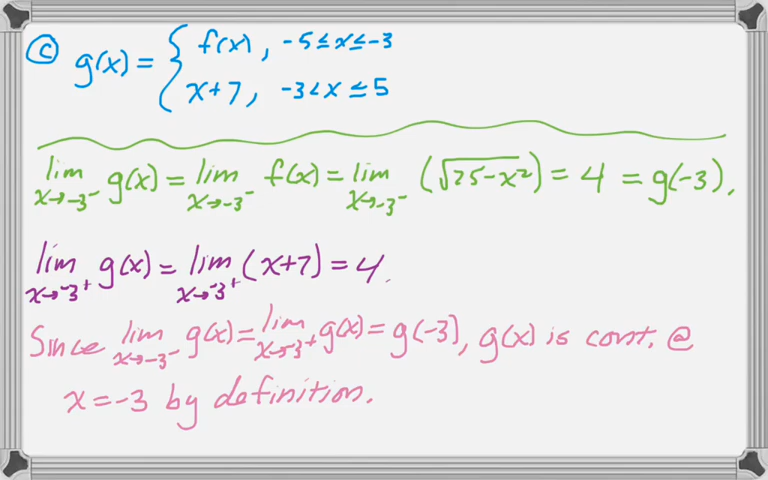 ⓒ g(x) = { f(x), -5 ≤ x ≤ -3
x+7, -3 < x ≤ 5
lim x→-3⁻ g(x) = lim x→-3⁻ f(x) = lim x→-3⁻ (√25-x²) = 4 = g(-3),
lim x→-3⁺ g(x) = lim x→-3⁺ (x+7) = 4.
Since lim x→-3⁻ g(x) = lim x→-3⁺ g(x) = g(-3), g(x) is cont. @
x = -3 by definition.